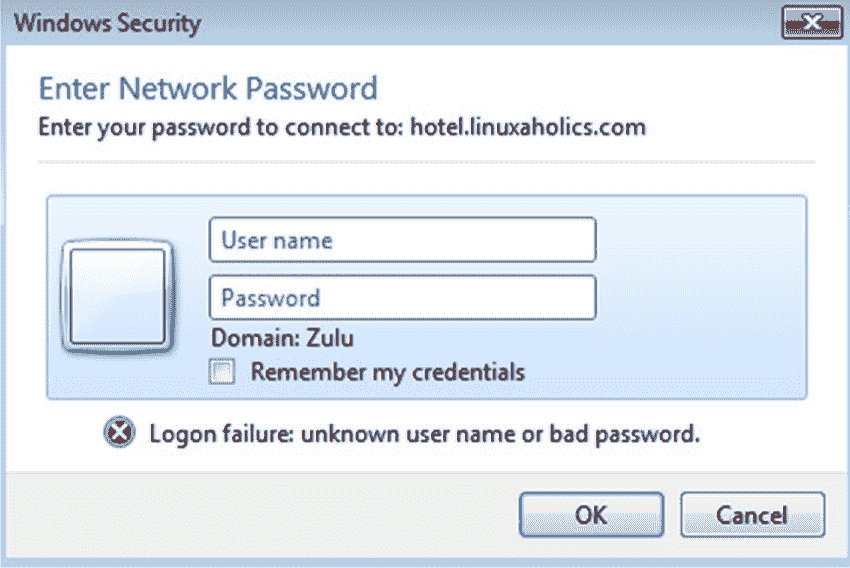 Windows Security
Enter Network Password
Enter your password to connect to: hotel.linuxaholics.com
User name
Password
Domain: Zulu
Remember my credentials
Logon failure: unknown user name or bad password.
OK
Cancel